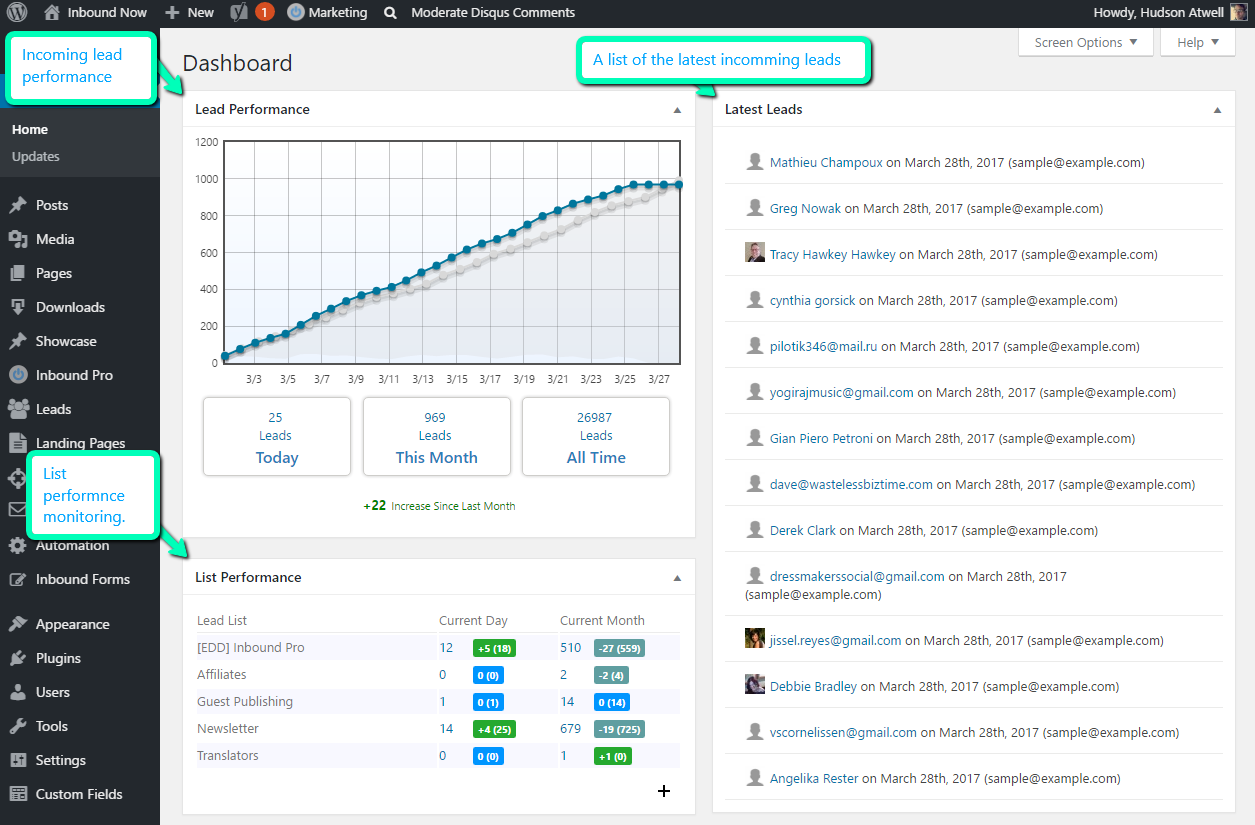 Inbound Now
New
1
Marketing
Moderate Disqus Comments
Howdy, Hudson Atwell
Incoming lead
performance
A list of the latest incomming leads
List
performnce
monitoring.
Home
Updates
Posts
Media
Pages
Downloads
Showcase
Inbound Pro
Leads
Landing Pages
Automation
Inbound Forms
Appearance
Plugins
Users
Tools
Settings
Custom Fields
Screen Options
Help
Dashboard
Lead Performance
1200
1000
800
600
400
200
0
3/3 3/5 3/7 3/9 3/11 3/13 3/15 3/17 3/19 3/21 3/23 3/25 3/27
25
Leads
Today
969
Leads
This Month
26987
Leads
All Time
+22 Increase Since Last Month
List Performance
Lead List Current Day Current Month
[EDD] Inbound Pro 12 +5 (18) 510 -27 (559)
Affiliates 0 0 (0) 2 -2 (4)
Guest Publishing 1 0 (1) 14 0 (14)
Newsletter 14 +4 (25) 679 -19 (725)
Translators 0 0 (0) 1 +1 (0)
+
Latest Leads
Mathieu Champoux on March 28th, 2017 (sample@example.com)
Greg Nowak on March 28th, 2017 (sample@example.com)
Tracy Hawkey Hawkey on March 28th, 2017 (sample@example.com)
cynthia gorsick on March 28th, 2017 (sample@example.com)
pilotik346@mail.ru on March 28th, 2017 (sample@example.com)
yogirajmusic@gmail.com on March 28th, 2017 (sample@example.com)
Gian Piero Petroni on March 28th, 2017 (sample@example.com)
dave@wastelessbiztime.com on March 28th, 2017 (sample@example.com)
Derek Clark on March 28th, 2017 (sample@example.com)
dressmakerssocial@gmail.com on March 28th, 2017
(sample@example.com)
jissel.reyes@gmail.com on March 28th, 2017 (sample@example.com)
Debbie Bradley on March 28th, 2017 (sample@example.com)
vscornelissen@gmail.com on March 28th, 2017 (sample@example.com)
Angelika Rester on March 28th, 2017 (sample@example.com)